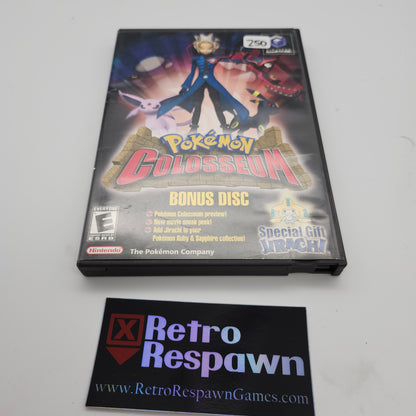 250
POKéMON
COLOSSEUM
BONUS DISC
Pokémon Colosseum preview!
New movie sneak peek!
Add Jirachi to your
Pokémon Ruby & Sapphire collection!
Special Gift
JIRACHI!
EVERYONE
E
ESRB
Nintendo
The Pokémon Company
Retro
Respawn
www.RetroRespawnGames.com